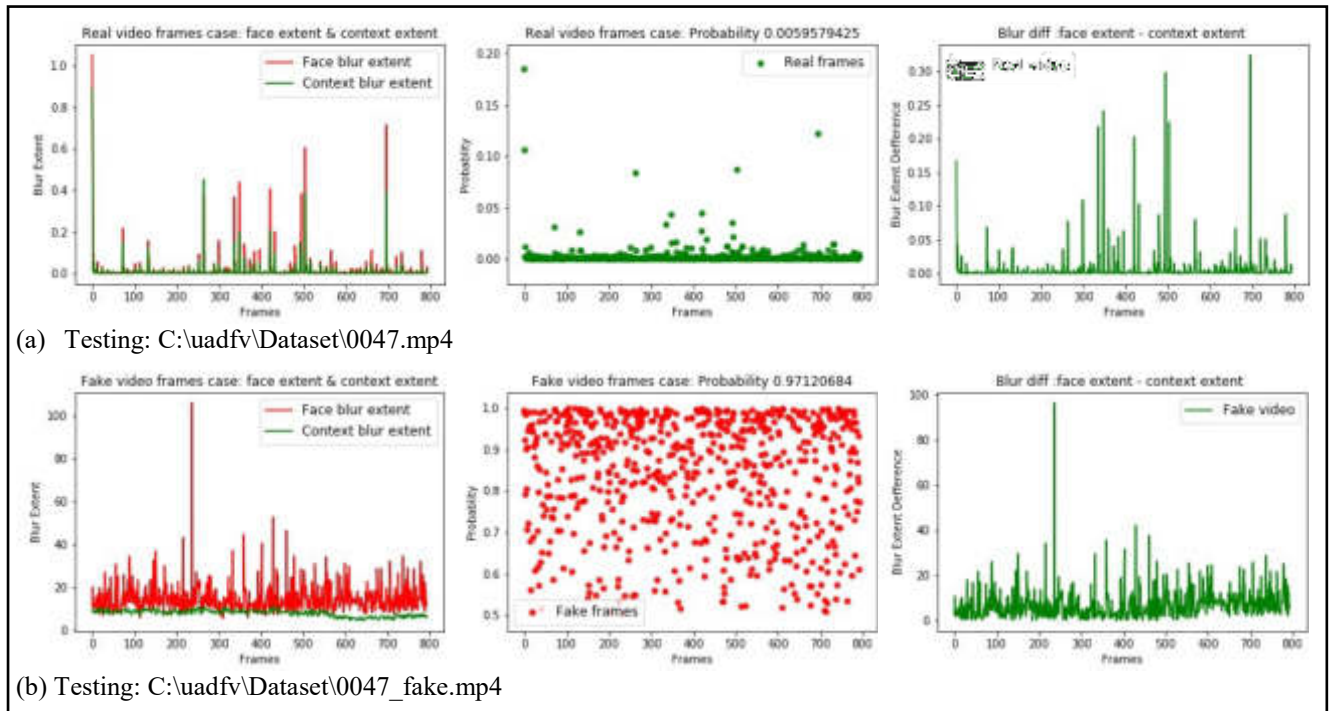 Real video frames case: face extent & context extent
Face blur extent
Context blur extent
Blur Extent
1.0
0.8
0.6
0.4
0.2
0.0
0 100 200 300 400 500 600 700 800
Frames
Real video frames case: Probability 0.0059579425
Real frames
Probablity
0.20
0.15
0.10
0.05
0.00
0 100 200 300 400 500 600 700 800
Frames
Blur diff :face extent - context extent
Blur Extent Defference
0.30
0.25
0.20
0.15
0.10
0.05
0.00
0 100 200 300 400 500 600 700 800
Frames
(a) Testing: C:\uadfv\Dataset\0047.mp4
Fake video frames case: face extent & context extent
Face blur extent
Context blur extent
Blur Extent
100
80
60
40
20
0
0 100 200 300 400 500 600 700 800
Frames
Fake video frames case: Probability 0.97120684
Fake frames
Probablity
1.0
0.9
0.8
0.7
0.6
0.5
0 100 200 300 400 500 600 700 800
Frames
Blur diff :face extent - context extent
Fake video
Blur Extent Defference
100
80
60
40
20
0
0 100 200 300 400 500 600 700 800
Frames
(b) Testing: C:\uadfv\Dataset\0047_fake.mp4